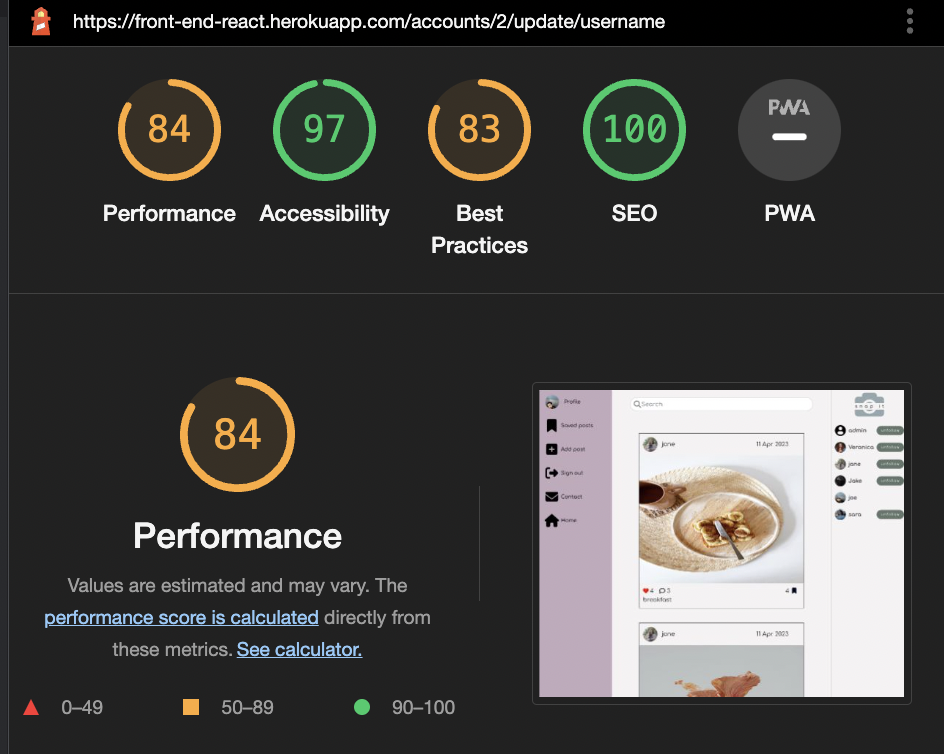 https://front-end-react.herokuapp.com/accounts/2/update/username
84
97
83
100
PWA
Performance
Accessibility
Best
Practices
SEO
PWA
84
Performance
Values are estimated and may vary. The
performance score is calculated directly from
these metrics. See calculator.
0–49
50–89
90–100
Profile
Saved posts
Add post
Sign out
Contact
Home
Search
jane
11 Apr 2023
4
3
4
breakfast
jane
11 Apr 2023
snap it
admin
Veronica
jane
Jake
joe
sara